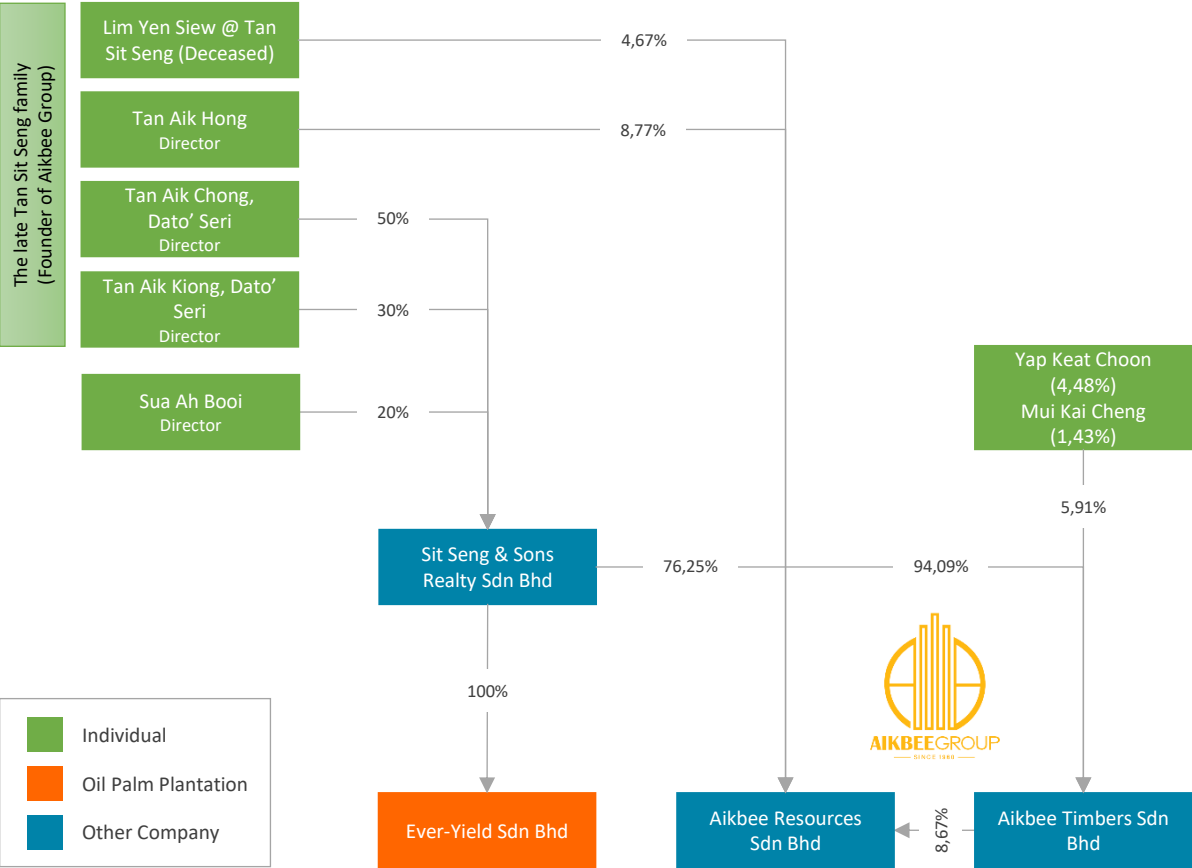 The late Tan Sit Seng family
(Founder of Aikbee Group)
Lim Yen Siew @ Tan
Sit Seng (Deceased)
4,67%
Tan Aik Hong
Director
8,77%
Tan Aik Chong,
Dato’ Seri
Director
50%
Tan Aik Kiong, Dato’
Seri
Director
30%
Sua Ah Booi
Director
20%
Yap Keat Choon
(4,48%)
Mui Kai Cheng
(1,43%)
5,91%
Sit Seng & Sons
Realty Sdn Bhd
76,25%
94,09%
100%
AIKBEEGROUP
SINCE 1980
Individual
Oil Palm Plantation
Other Company
Ever-Yield Sdn Bhd
Aikbee Resources
Sdn Bhd
8,67%
Aikbee Timbers Sdn
Bhd